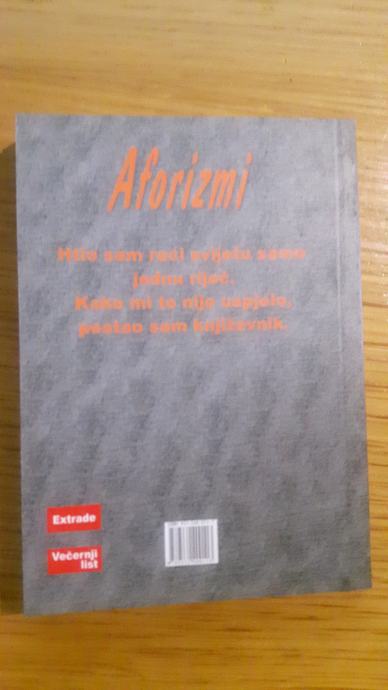 Aforizmi
Htio sam reći svijetu samo
jednu riječ.
Kako mi to nije uspjelo,
postao sam književnik.
Extrade
Večernji
list